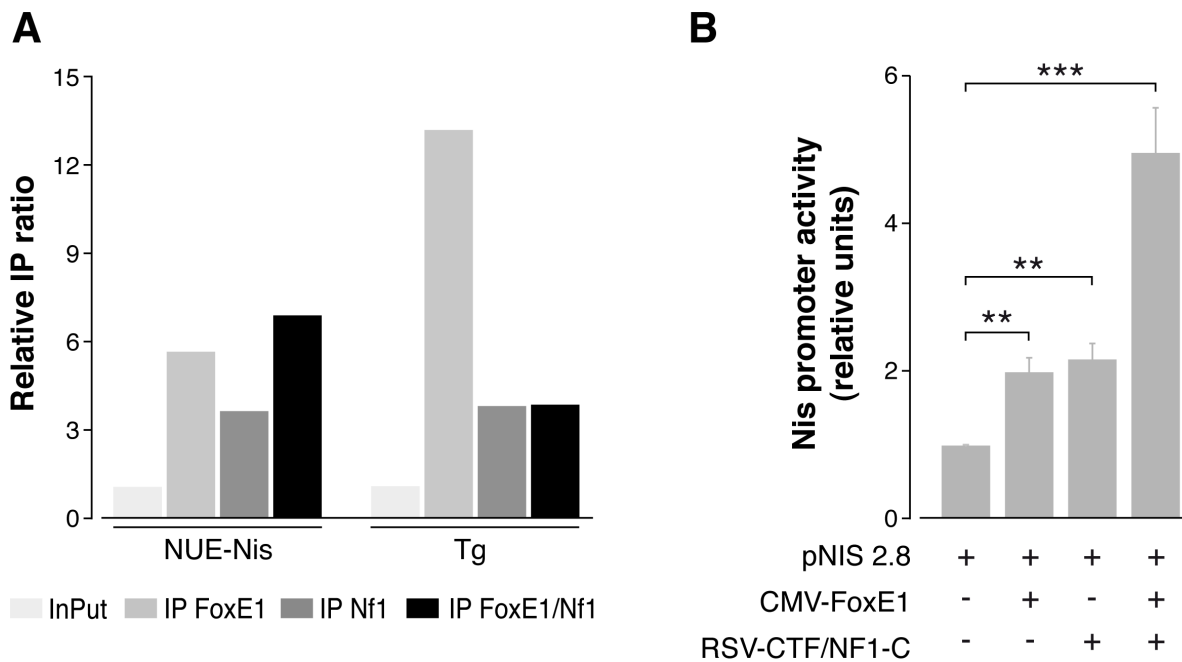 A
Relative IP ratio
15
12
9
6
3
0
NUE-Nis
Tg
InPut
IP FoxE1
IP Nf1
IP FoxE1/Nf1
B
Nis promoter activity
(relative units)
6
4
2
0
***
**
**
pNIS 2.8 + + + +
CMV-FoxE1 - + - +
RSV-CTF/NF1-C - - + +